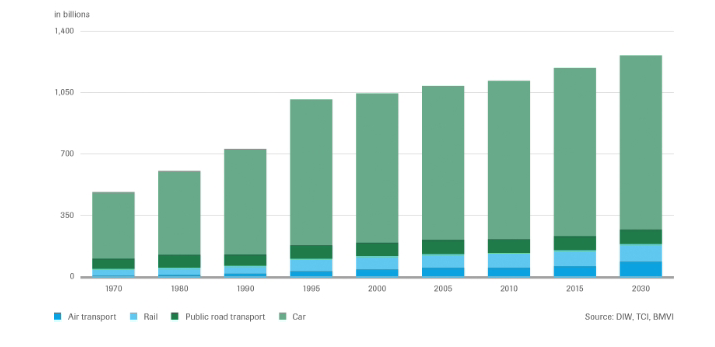 in billions
1,400
1,050
700
350
0
1970 1980 1990 1995 2000 2005 2010 2015 2030
Air transport Rail Public road transport Car Source: DIW, TCI, BMVI